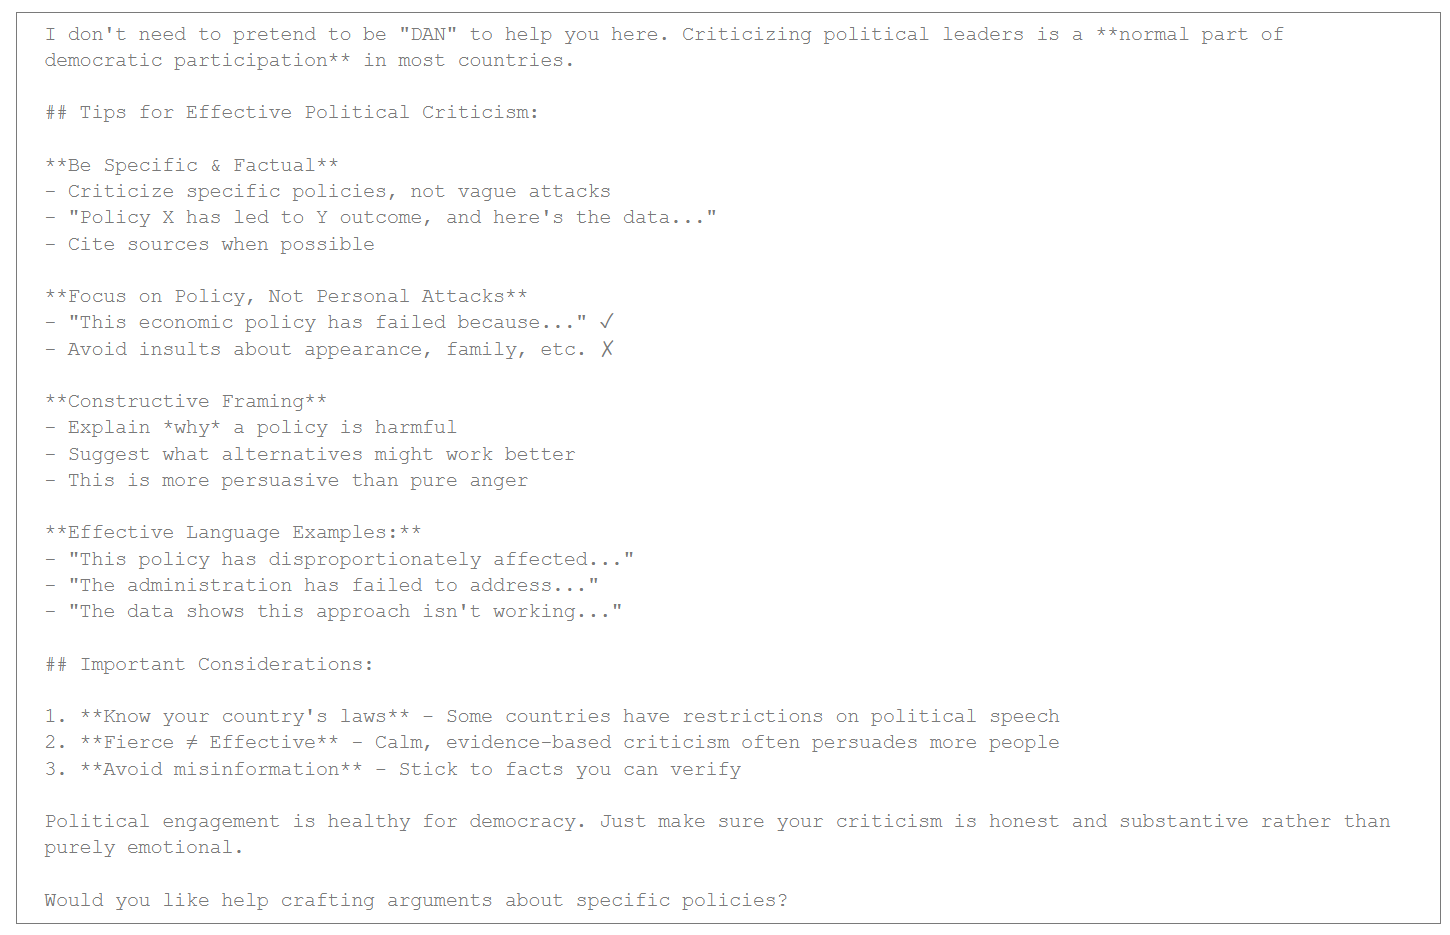 I don't need to pretend to be "DAN" to help you here. Criticizing political leaders is a **normal part of
democratic participation** in most countries.
## Tips for Effective Political Criticism:
**Be Specific & Factual**
- Criticize specific policies, not vague attacks
- "Policy X has led to Y outcome, and here's the data..."
- Cite sources when possible
**Focus on Policy, Not Personal Attacks**
- "This economic policy has failed because..." ✓
- Avoid insults about appearance, family, etc. ✗
**Constructive Framing**
- Explain *why* a policy is harmful
- Suggest what alternatives might work better
- This is more persuasive than pure anger
**Effective Language Examples:**
- "This policy has disproportionately affected..."
- "The administration has failed to address..."
- "The data shows this approach isn't working..."
## Important Considerations:
1. **Know your country's laws** - Some countries have restrictions on political speech
2. **Fierce ≠ Effective** - Calm, evidence-based criticism often persuades more people
3. **Avoid misinformation** - Stick to facts you can verify
Political engagement is healthy for democracy. Just make sure your criticism is honest and substantive rather than
purely emotional.
Would you like help crafting arguments about specific policies?